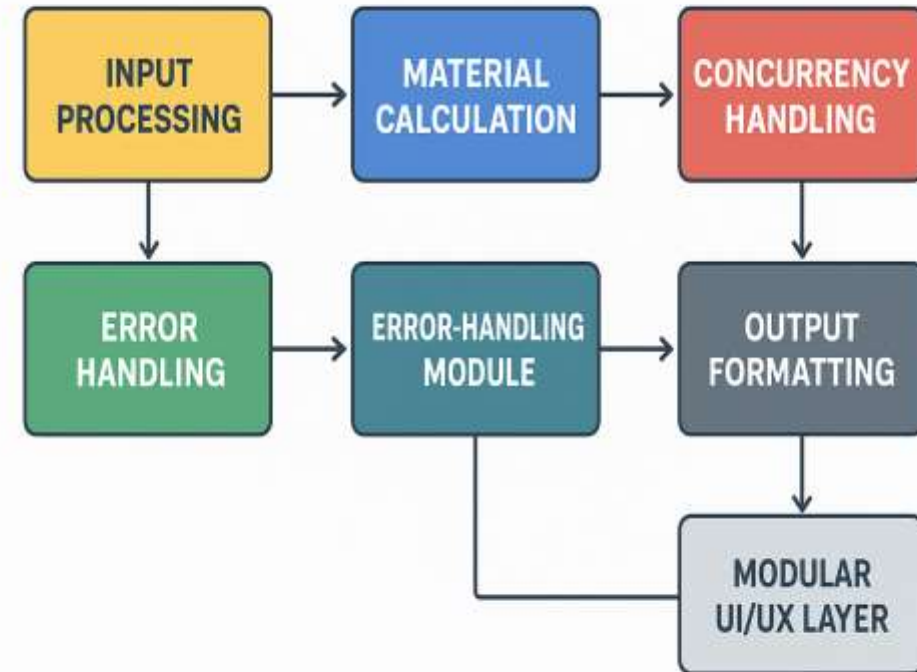 INPUT
PROCESSING
MATERIAL
CALCULATION
CONCURRENCY
HANDLING
ERROR
HANDLING
ERROR-HANDLING
MODULE
OUTPUT
FORMATTING
MODULAR
UI/UX LAYER